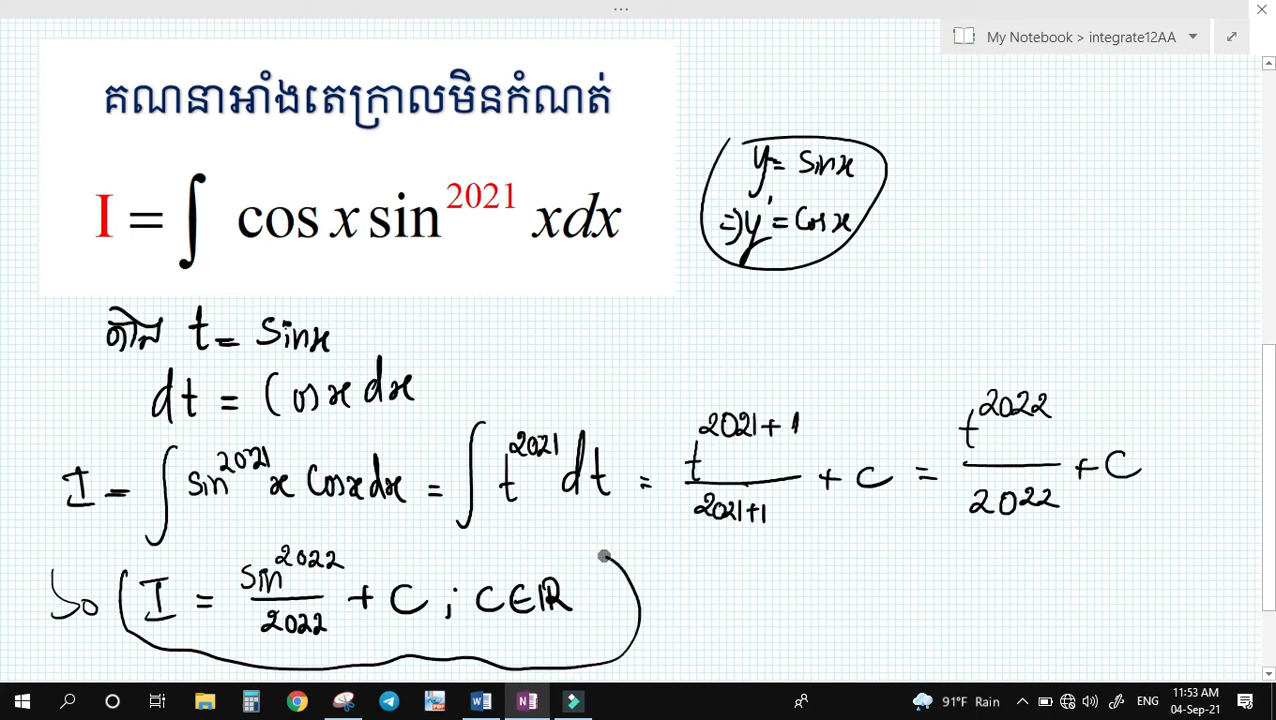 My Notebook > integrate12AA
គណនាអាំងតេក្រាលមិនកំណត់
I = ∫ cos x sin^2021 xdx
y = sinx
⇒ y' = cosx
តាង t = sinx
dt = cosx dx
I = ∫ sin^2021 x cosx dx = ∫ t^2021 dt = t^(2021+1)/(2021+1) + C = t^2022/2022 + C
So I = sin^2022/2022 + C ; C∈ℝ
91°F Rain
ENG
11:53 AM
04-Sep-21